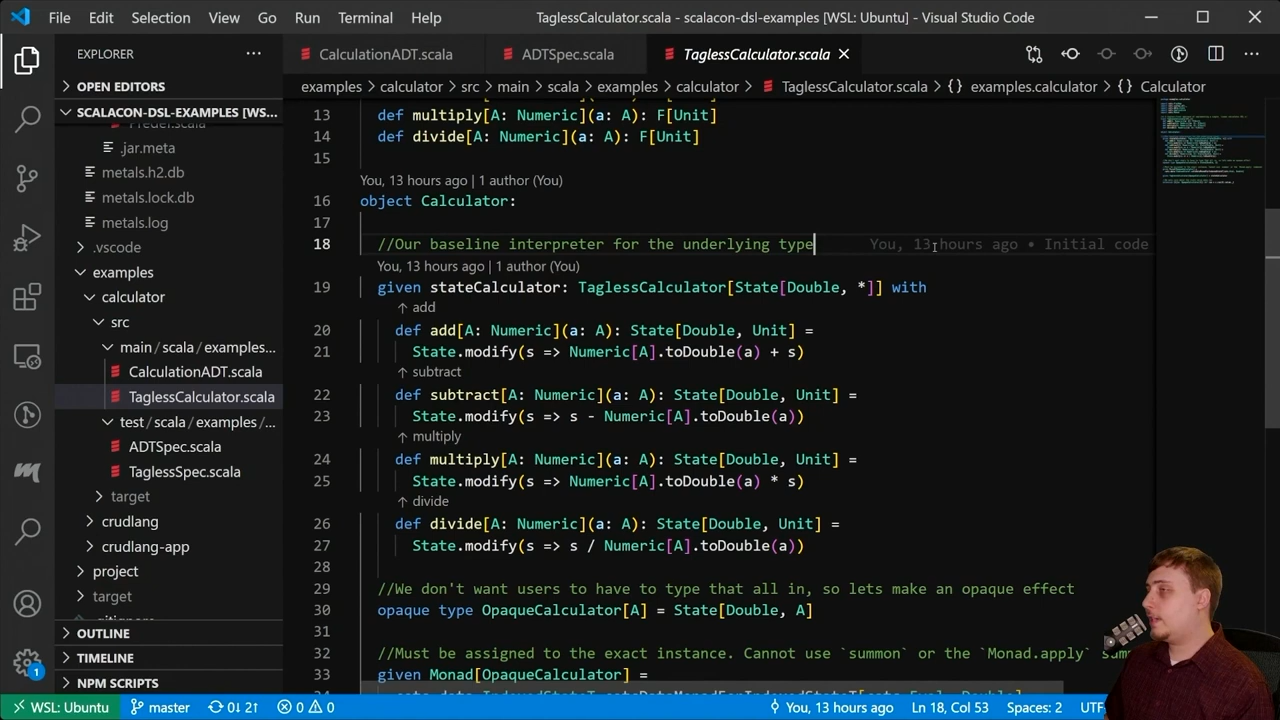 File Edit Selection View Go Run Terminal Help TaglessCalculator.scala - scalacon-dsl-examples [WSL: Ubuntu] - Visual Studio Code
EXPLORER CalculationADT.scala ADTSpec.scala TaglessCalculator.scala
OPEN EDITORS
examples > calculator > src > main > scala > examples > calculator > TaglessCalculator.scala > {} examples.calculator > {} Calculator
SCALACON-DSL-EXAMPLES [WS...
.jar.meta
metals.h2.db
metals.lock.db
metals.log
.vscode
examples
calculator
src
main/scala/examples...
CalculationADT.scala
TaglessCalculator.scala
test/scala/examples/...
ADTSpec.scala
TaglessSpec.scala
target
crudlang
crudlang-app
project
target
OUTLINE
TIMELINE
NPM SCRIPTS
13 def multiply[A: Numeric](a: A): F[Unit]
14 def divide[A: Numeric](a: A): F[Unit]
15
You, 13 hours ago | 1 author (You)
16 object Calculator:
17
18 //Our baseline interpreter for the underlying type You, 13 hours ago • Initial code
You, 13 hours ago | 1 author (You)
19 given stateCalculator: TaglessCalculator[State[Double, *]] with
↑ add
20 def add[A: Numeric](a: A): State[Double, Unit] =
21 State.modify(s => Numeric[A].toDouble(a) + s)
↑ subtract
22 def subtract[A: Numeric](a: A): State[Double, Unit] =
23 State.modify(s => s - Numeric[A].toDouble(a))
↑ multiply
24 def multiply[A: Numeric](a: A): State[Double, Unit] =
25 State.modify(s => Numeric[A].toDouble(a) * s)
↑ divide
26 def divide[A: Numeric](a: A): State[Double, Unit] =
27 State.modify(s => s / Numeric[A].toDouble(a))
28
29 //We don't want users to have to type that all in, so lets make an opaque effect
30 opaque type OpaqueCalculator[A] = State[Double, A]
31
32 //Must be assigned to the exact instance. Cannot use `summon` or the `Monad.apply`
33 given Monad[OpaqueCalculator] =
1
WSL: Ubuntu master 0↓ 2↑ 0 0 You, 13 hours ago Ln 18, Col 53 Spaces: 2 UTF